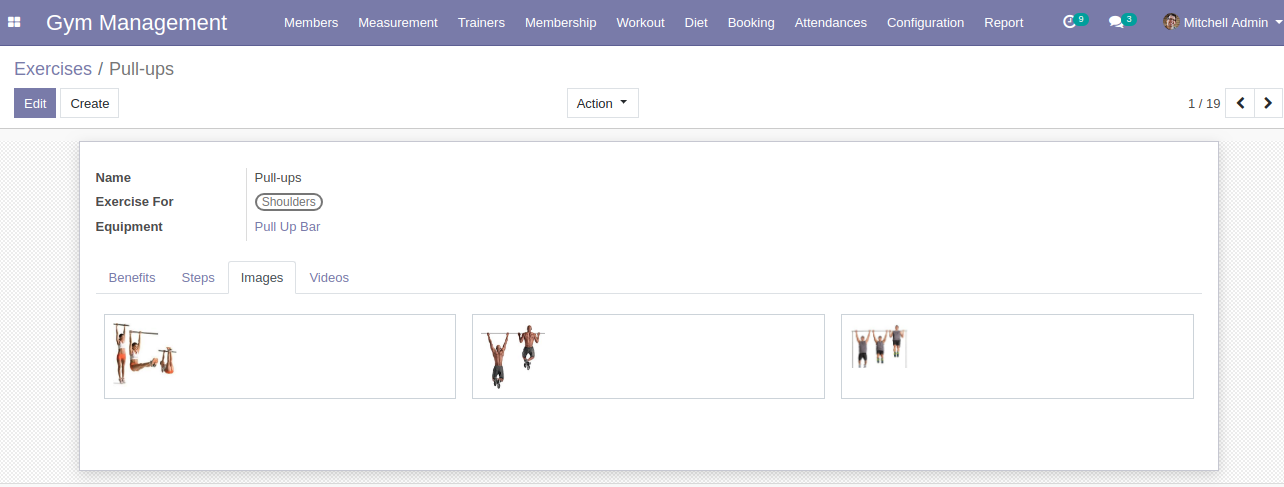 Gym Management Members Measurement Trainers Membership Workout Diet Booking Attendances Configuration Report 9 3 Mitchell Admin
Exercises / Pull-ups
Edit Create Action 1 / 19
Name Pull-ups
Exercise For Shoulders
Equipment Pull Up Bar
Benefits Steps Images Videos